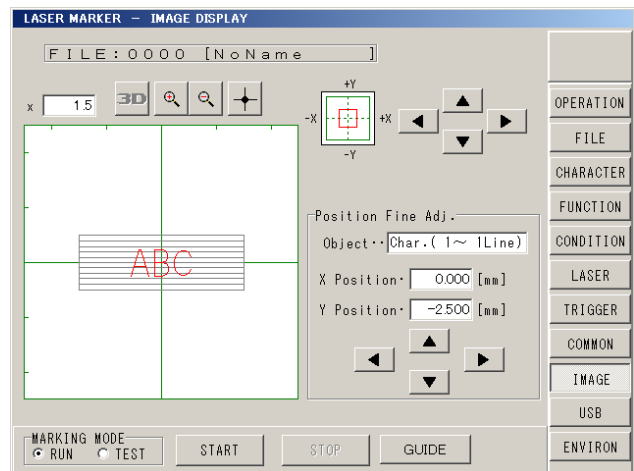 LASER MARKER － IMAGE DISPLAY
FILE:0000 [NoName ]
x 1.5 3D
+Y
-X +X
-Y
ABC
Position Fine Adj.
Object･･Char.( 1～ 1Line)
X Position･ 0.000 [mm]
Y Position･ -2.500 [mm]
MARKING MODE
RUN TEST
START
STOP
GUIDE
OPERATION
FILE
CHARACTER
FUNCTION
CONDITION
LASER
TRIGGER
COMMON
IMAGE
USB
ENVIRON